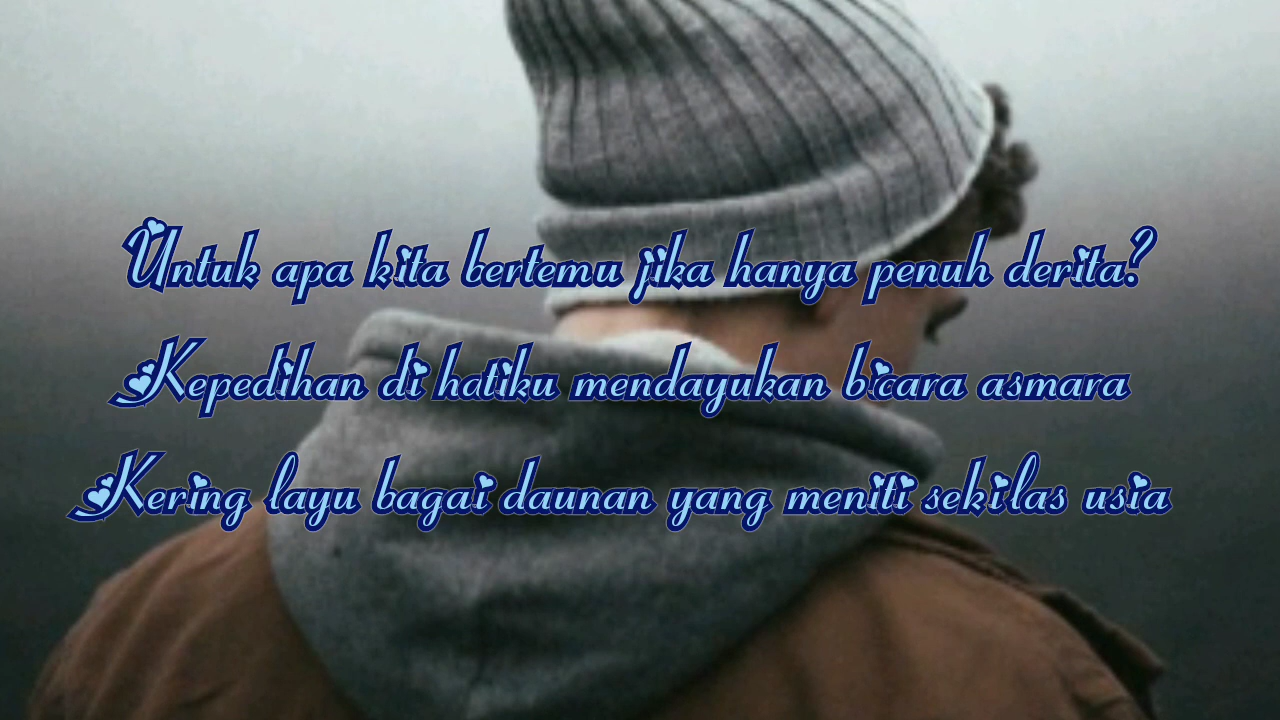 Untuk apa kita bertemu jika hanya penuh derita?
Kepedihan di hatiku mendayukan bicara asmara
Kering layu bagai daunan yang meniti sekilas usia